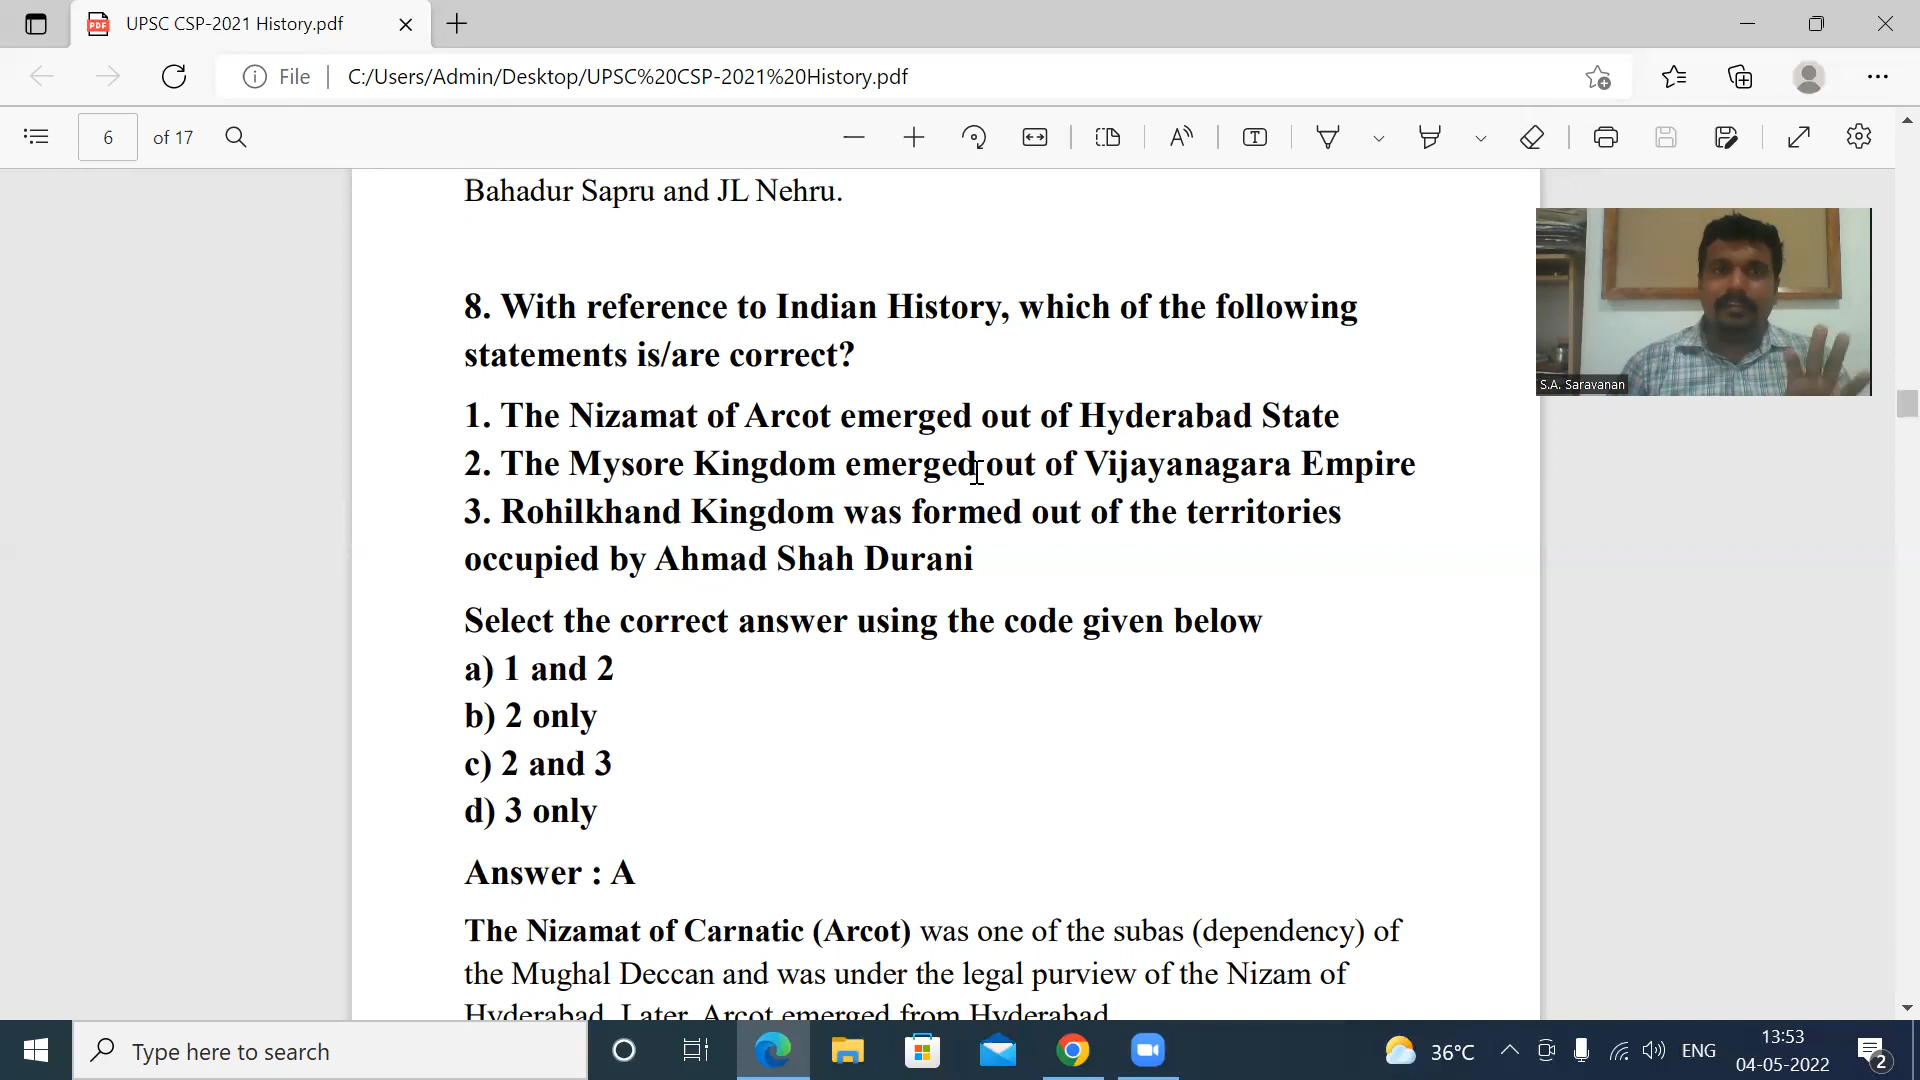 UPSC CSP-2021 History.pdf
File
C:/Users/Admin/Desktop/UPSC%20CSP-2021%20History.pdf
6 of 17
Bahadur Sapru and JL Nehru.
8. With reference to Indian History, which of the following
statements is/are correct?
1. The Nizamat of Arcot emerged out of Hyderabad State
2. The Mysore Kingdom emerged out of Vijayanagara Empire
3. Rohilkhand Kingdom was formed out of the territories
occupied by Ahmad Shah Durani
Select the correct answer using the code given below
a) 1 and 2
b) 2 only
c) 2 and 3
d) 3 only
Answer : A
The Nizamat of Carnatic (Arcot) was one of the subas (dependency) of
the Mughal Deccan and was under the legal purview of the Nizam of
Hyderabad. Later, Arcot emerged from Hyderabad
S.A. Saravanan
Type here to search
36°C
ENG
13:53
04-05-2022
2